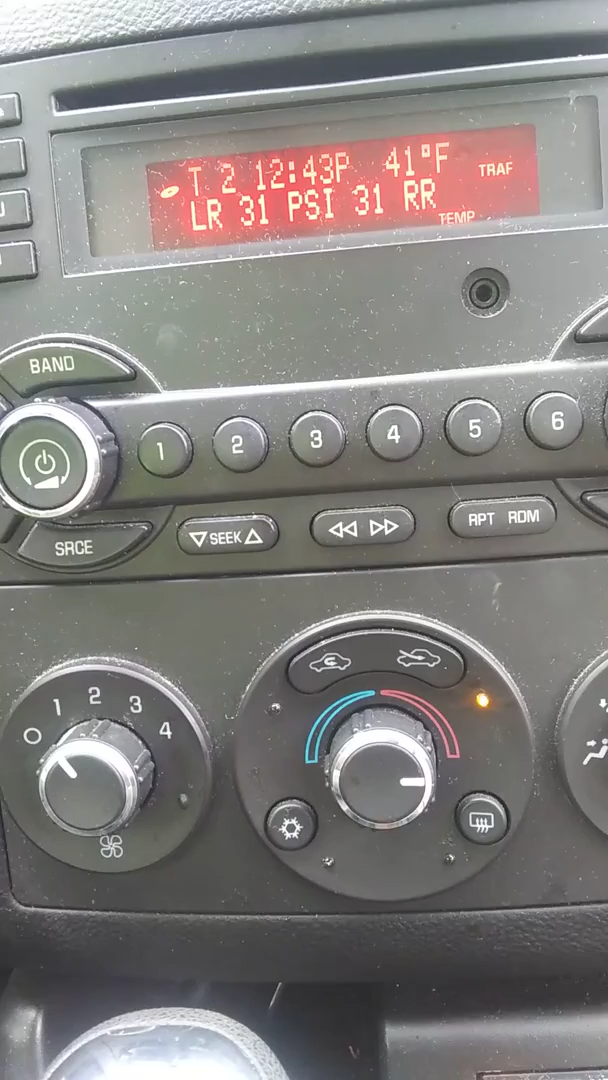 T 2 12:43P 41°F TRAF
LR 31 PSI 31 RR
TEMP
BAND
1 2 3 4 5 6
SRCE
SEEK
RPT RDM
O 1 2 3 4